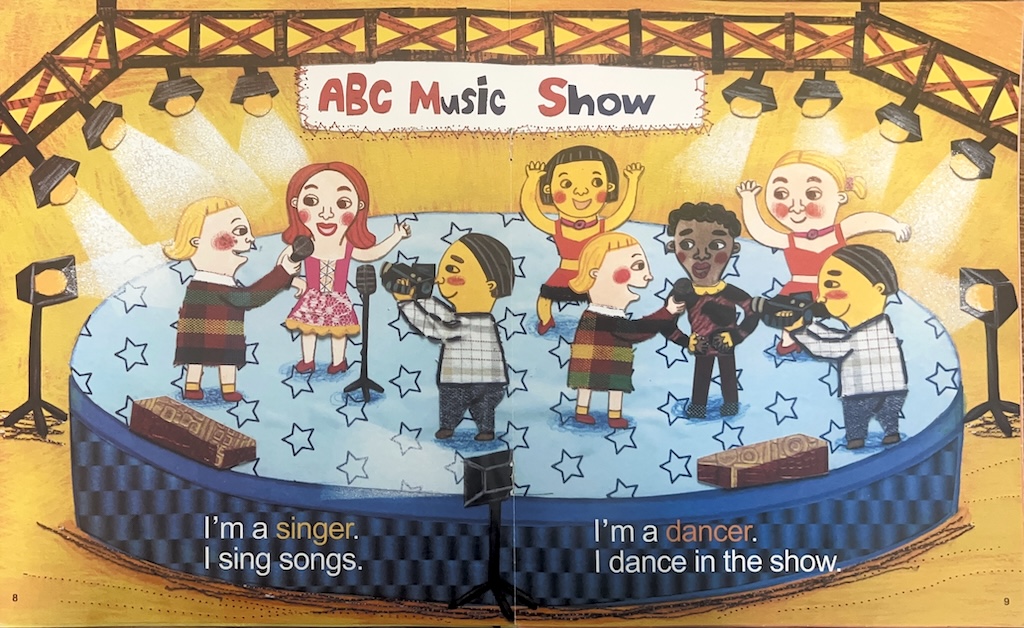 ABC Music Show
I'm a singer.
I sing songs.
8
I'm a dancer.
I dance in the show.
9